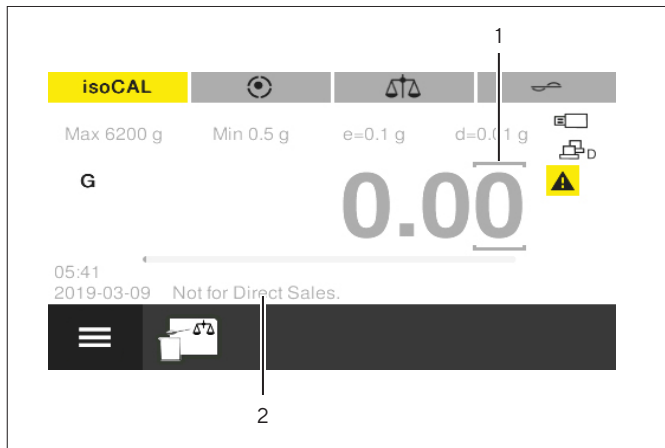 1
isoCAL
Max 6200 g Min 0.5 g e=0.1 g d=0.01 g
D
G 0.00
05:41
2019-03-09 Not for Direct Sales.
2